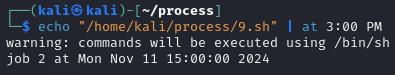 ┌──(kali㉿kali)-[~/process]
└─$ echo "/home/kali/process/9.sh" | at 3:00 PM
warning: commands will be executed using /bin/sh
job 2 at Mon Nov 11 15:00:00 2024